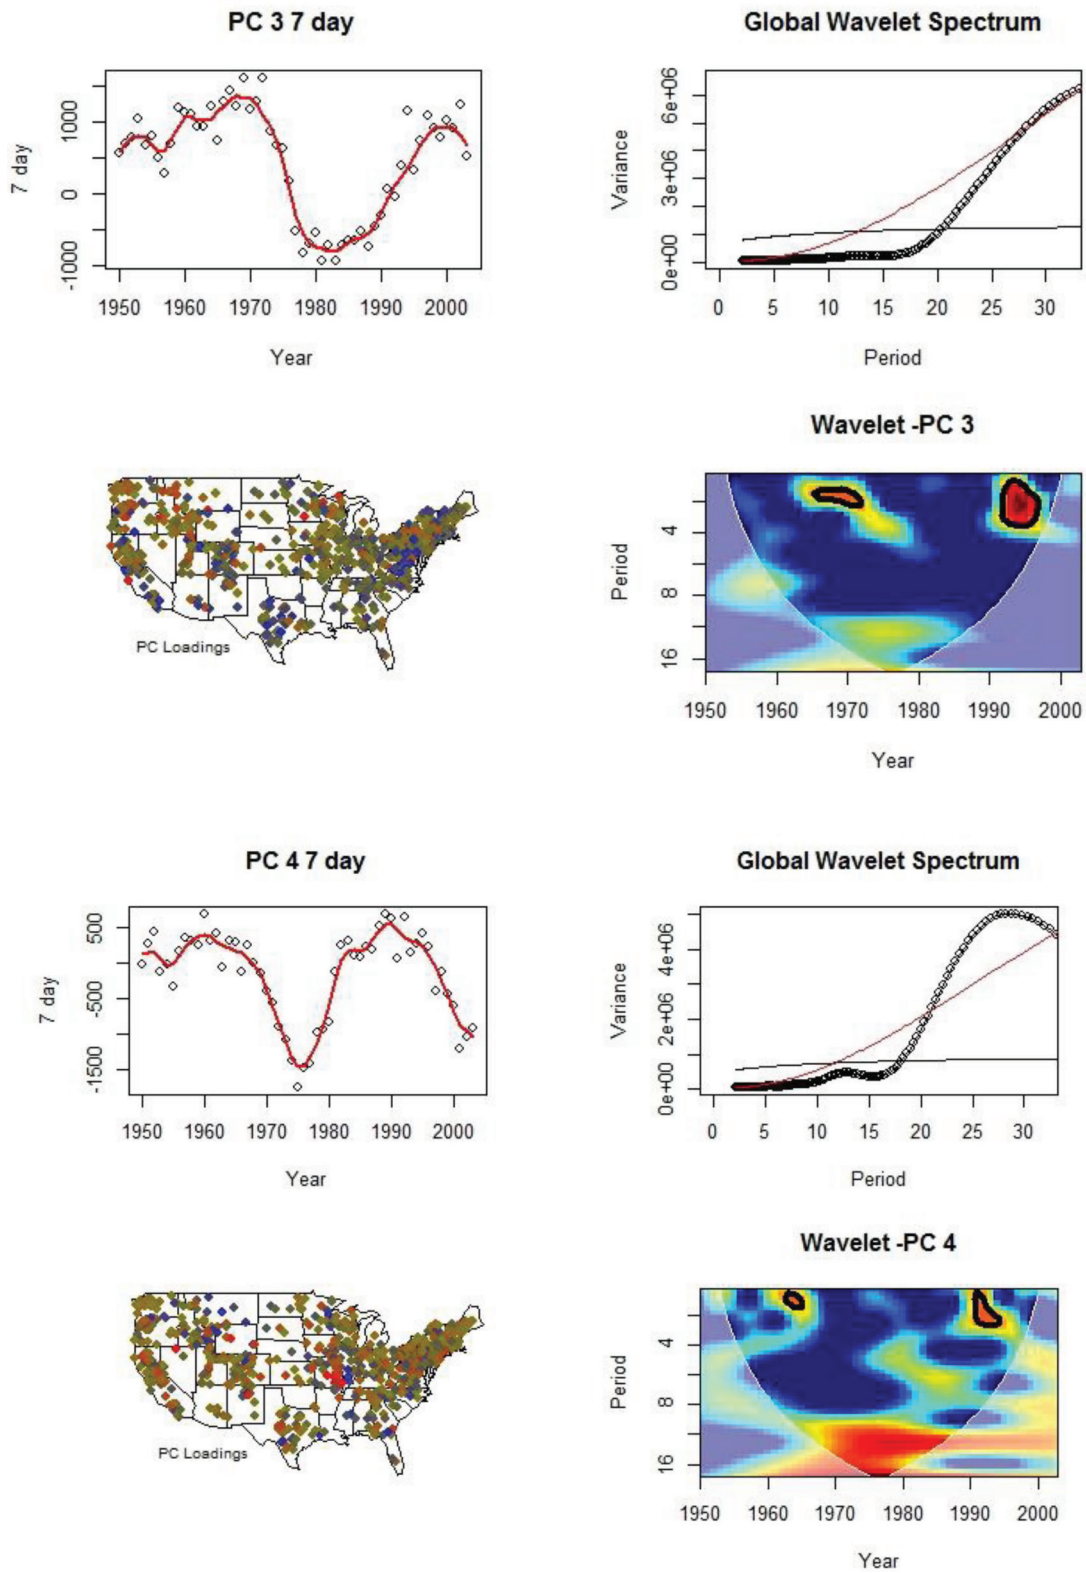 PC 3 7 day
Global Wavelet Spectrum
7 day
1000
0
-1000
1950 1960 1970 1980 1990 2000
Year
Variance
6e+06
3e+06
0e+00
0 5 10 15 20 25 30
Period
PC Loadings
Wavelet -PC 3
Period
4
8
16
1950 1960 1970 1980 1990 2000
Year
PC 4 7 day
Global Wavelet Spectrum
7 day
500
-500
-1500
1950 1960 1970 1980 1990 2000
Year
Variance
4e+06
2e+06
0e+00
0 5 10 15 20 25 30
Period
PC Loadings
Wavelet -PC 4
Period
4
8
16
1950 1960 1970 1980 1990 2000
Year